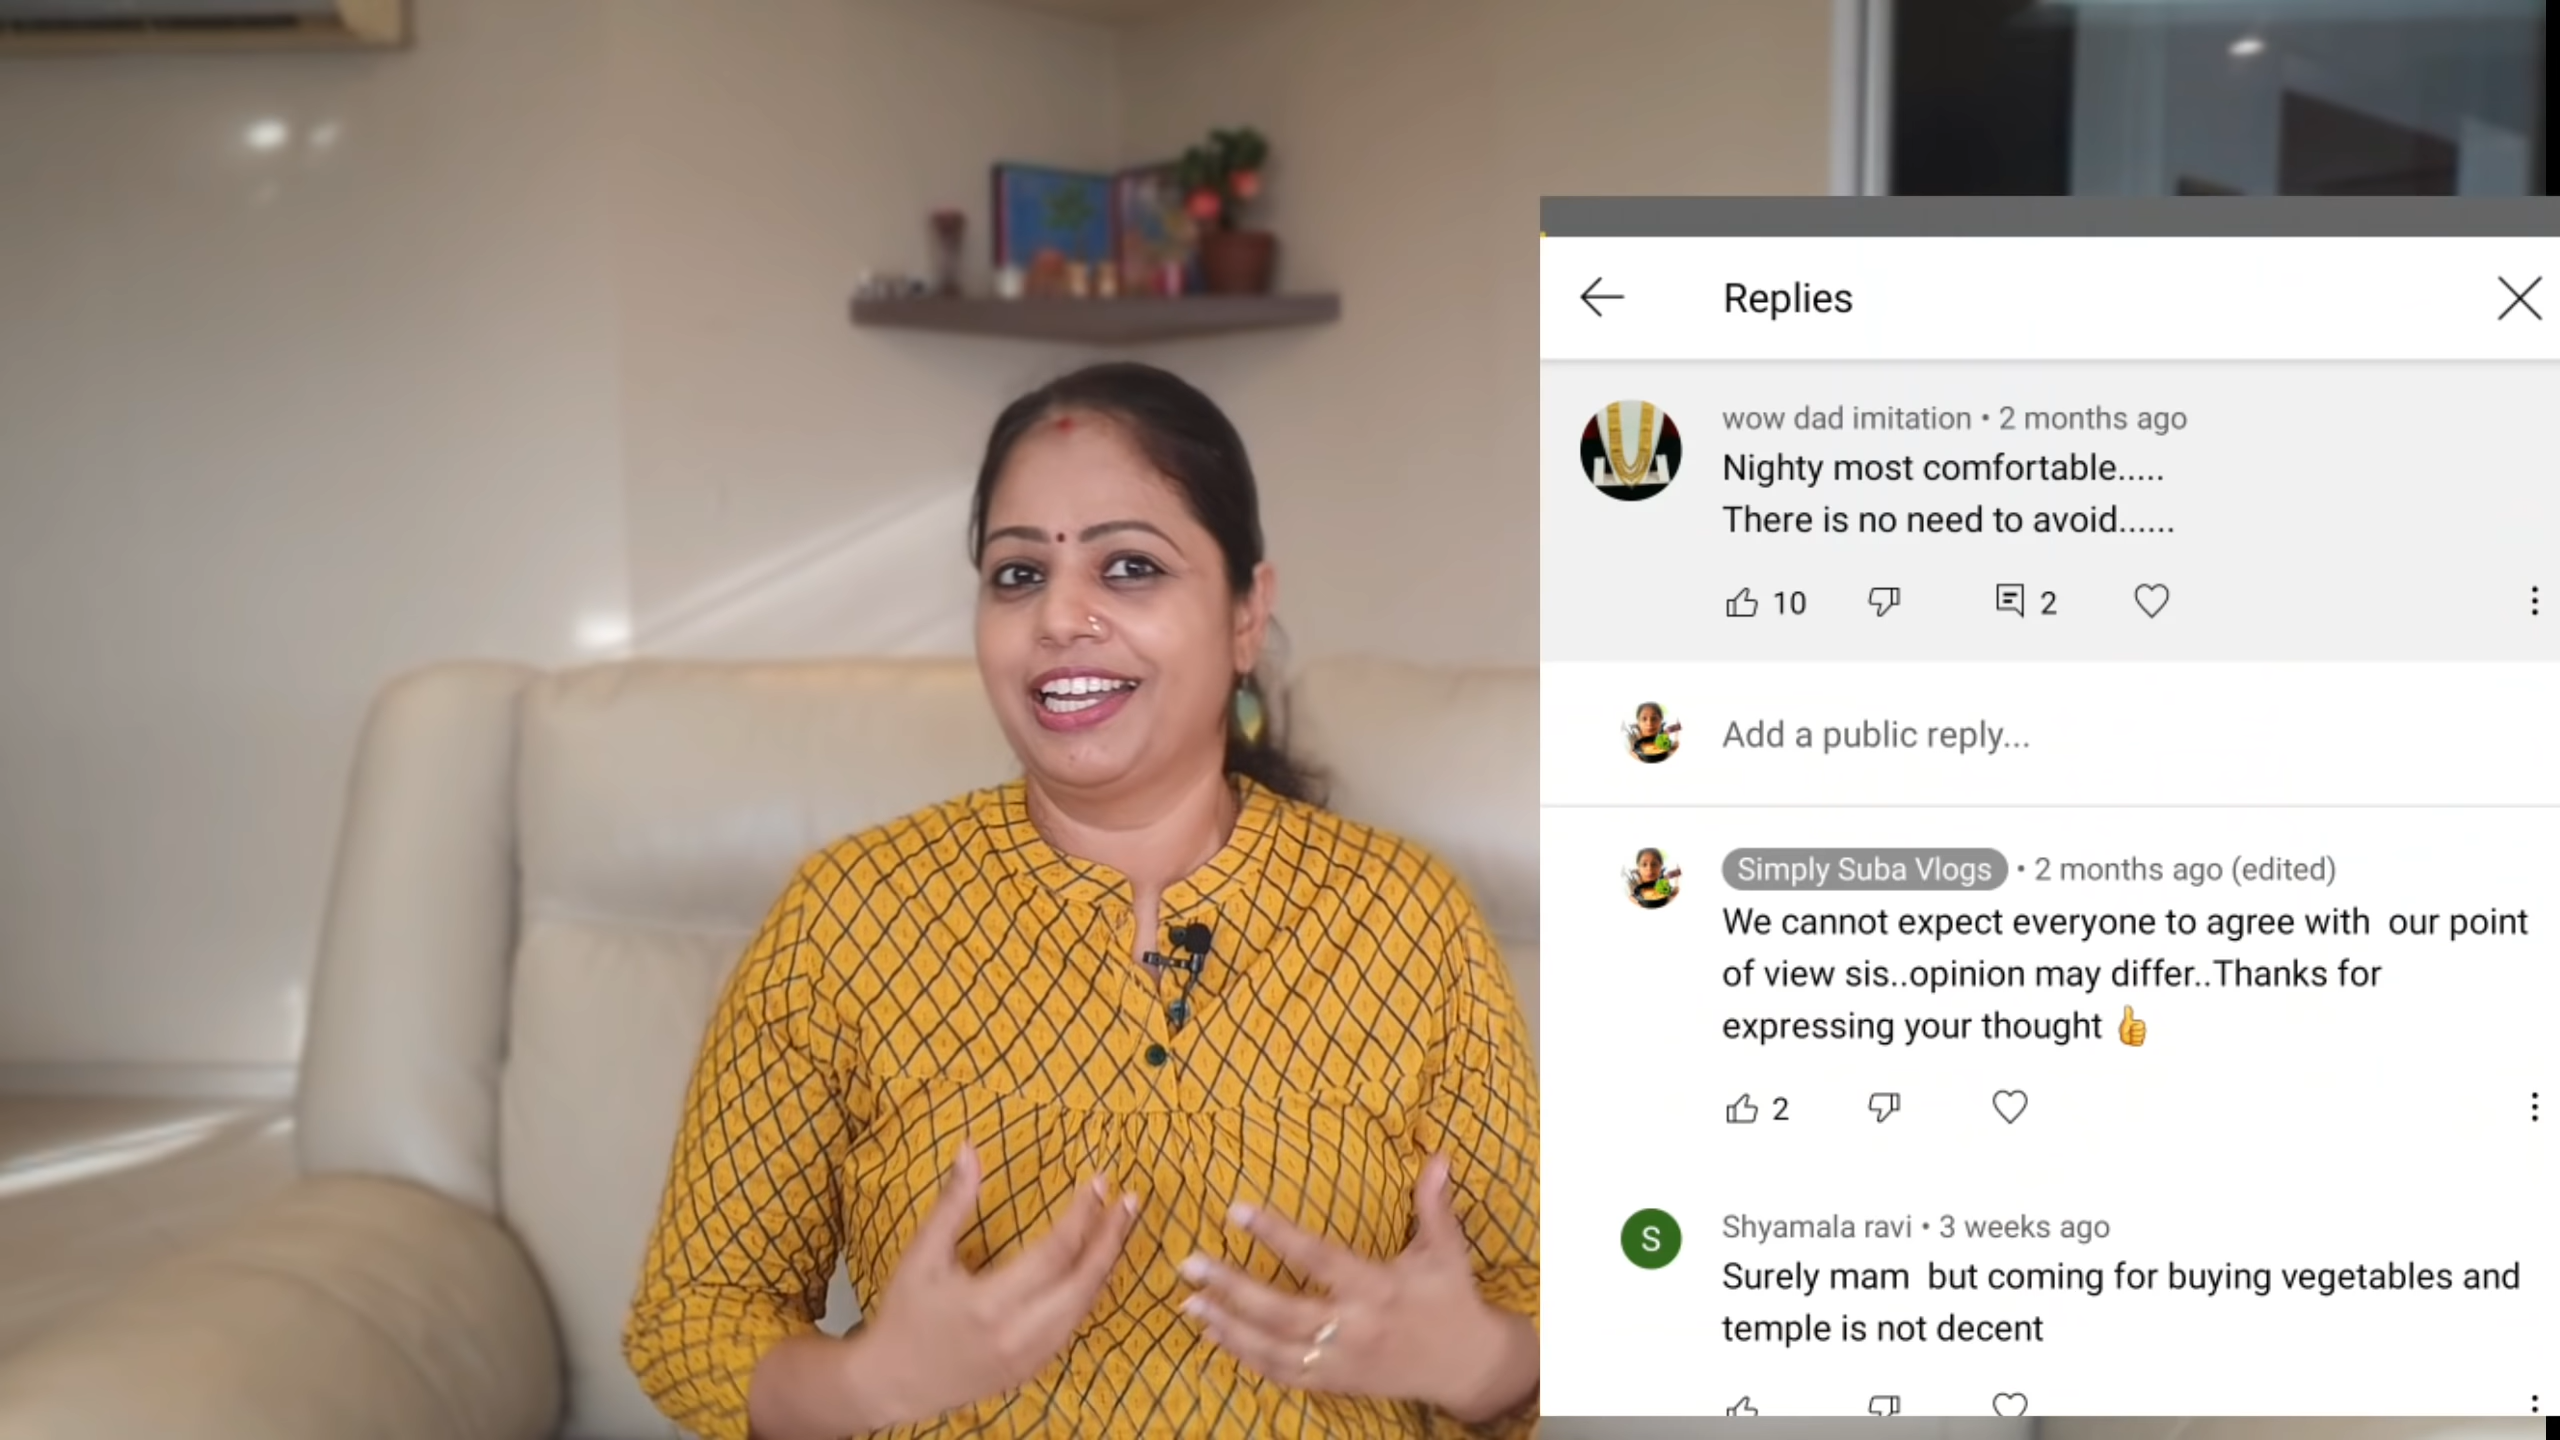 Replies
wow dad imitation • 2 months ago
Nighty most comfortable.....
There is no need to avoid......
10 2
Add a public reply...
Simply Suba Vlogs • 2 months ago (edited)
We cannot expect everyone to agree with our point
of view sis..opinion may differ..Thanks for
expressing your thought 👍
2
S
Shyamala ravi • 3 weeks ago
Surely mam but coming for buying vegetables and
temple is not decent